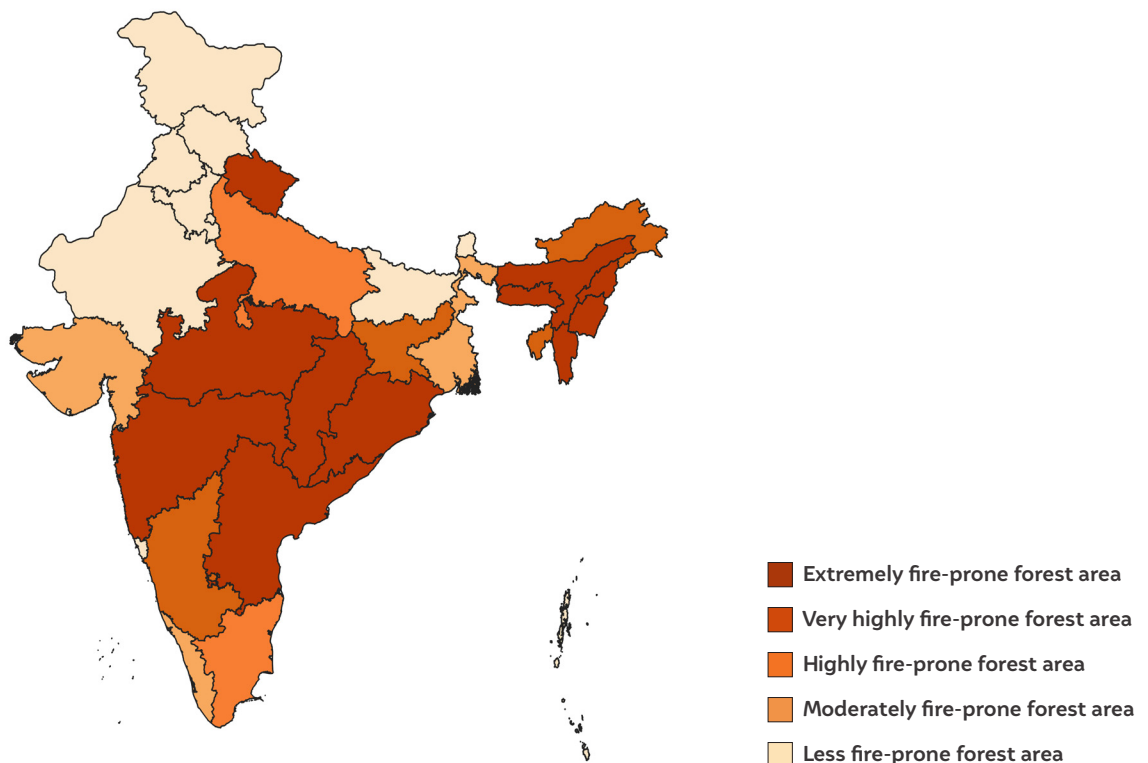 Extremely fire-prone forest area
Very highly fire-prone forest area
Highly fire-prone forest area
Moderately fire-prone forest area
Less fire-prone forest area